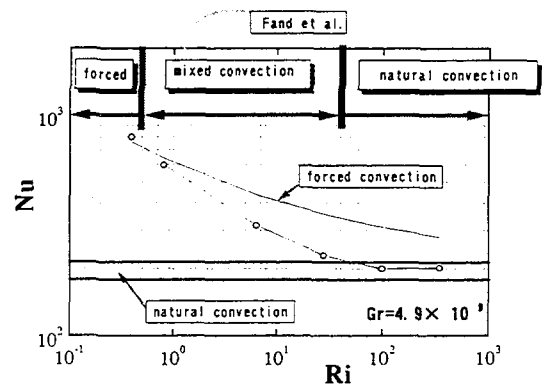 Fand et al.
forced
mixed convection
natural convection
10³
forced convection
Nu
natural convection
Gr=4.9× 10⁹
10²
10⁻¹ 10⁰ 10¹ 10² 10³
Ri